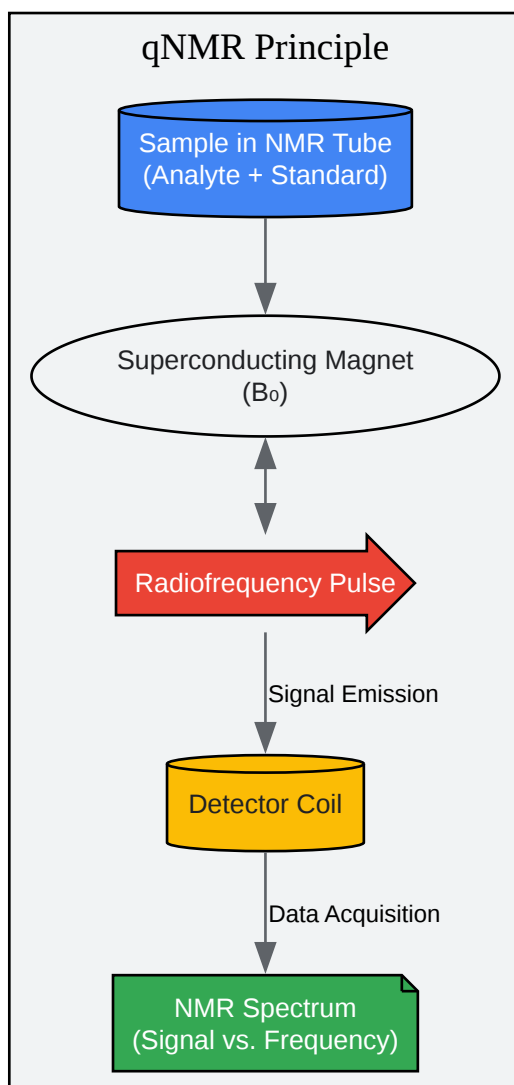 qNMR Principle
Sample in NMR Tube
(Analyte + Standard)
Superconducting Magnet
(B₀)
Radiofrequency Pulse
Signal Emission
Detector Coil
Data Acquisition
NMR Spectrum
(Signal vs. Frequency)